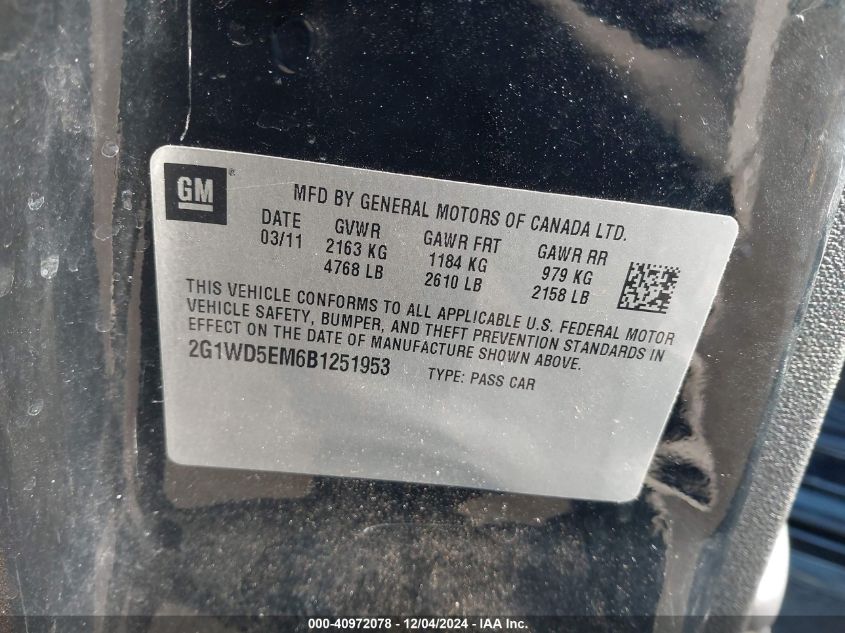 GM ®
MFD BY GENERAL MOTORS OF CANADA LTD.
DATE GVWR GAWR FRT GAWR RR
03/11 2163 KG 1184 KG 979 KG
4768 LB 2610 LB 2158 LB
THIS VEHICLE CONFORMS TO ALL APPLICABLE U.S. FEDERAL MOTOR
VEHICLE SAFETY, BUMPER, AND THEFT PREVENTION STANDARDS IN
EFFECT ON THE DATE OF MANUFACTURE SHOWN ABOVE.
2G1WD5EM6B1251953 TYPE: PASS CAR
000-40972078 - 12/04/2024 - IAA Inc.